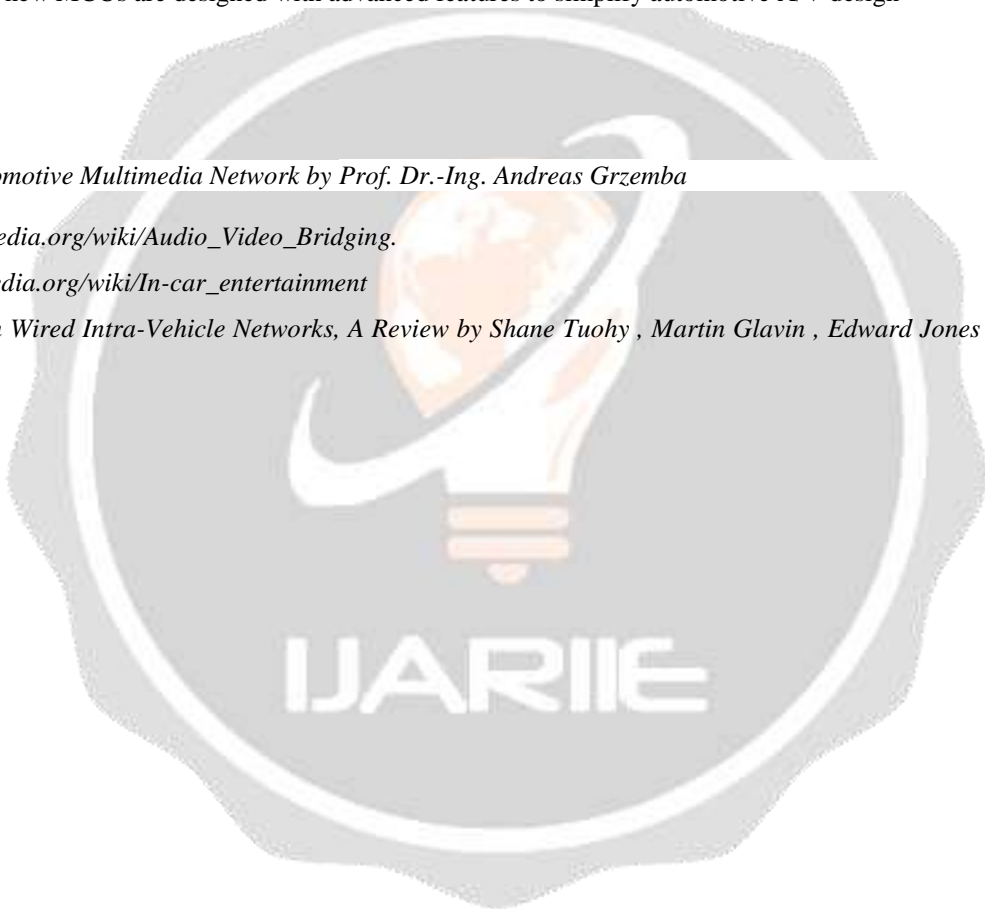 new MCUs are designed with advanced features to simplify automotive A/V design
omotive Multimedia Network by Prof. Dr.-Ing. Andreas Grzemba
edia.org/wiki/Audio_Video_Bridging.
edia.org/wiki/In-car_entertainment
Wired Intra-Vehicle Networks, A Review by Shane Tuohy , Martin Glavin , Edward Jones
IJARIIE